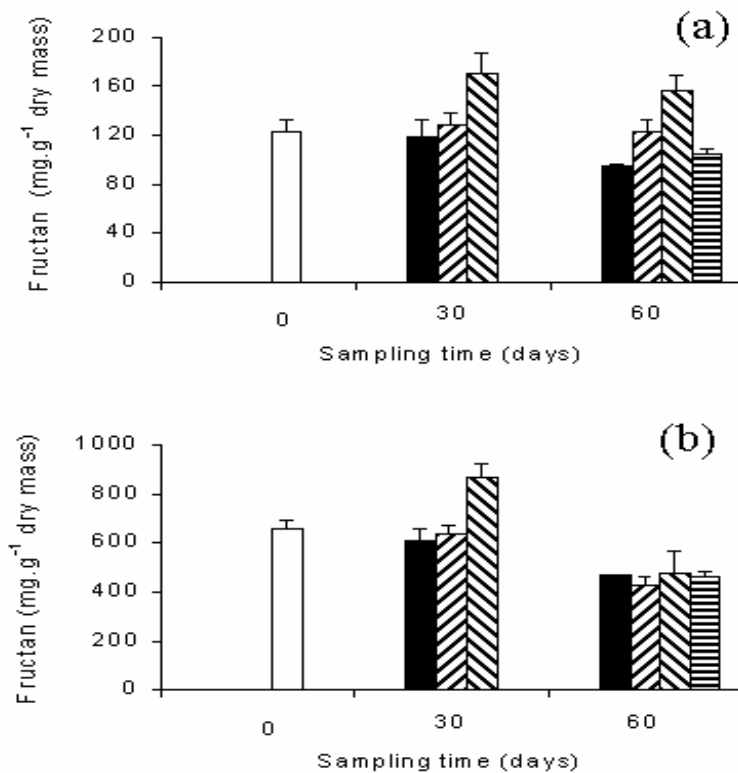 (a)
Fructan (mg.g⁻¹ dry mass)
200
160
120
80
40
0
0 30 60
Sampling time (days)
(b)
Fructan (mg.g⁻¹ dry mass)
1000
800
600
400
200
0
0 30 60
Sampling time (days)